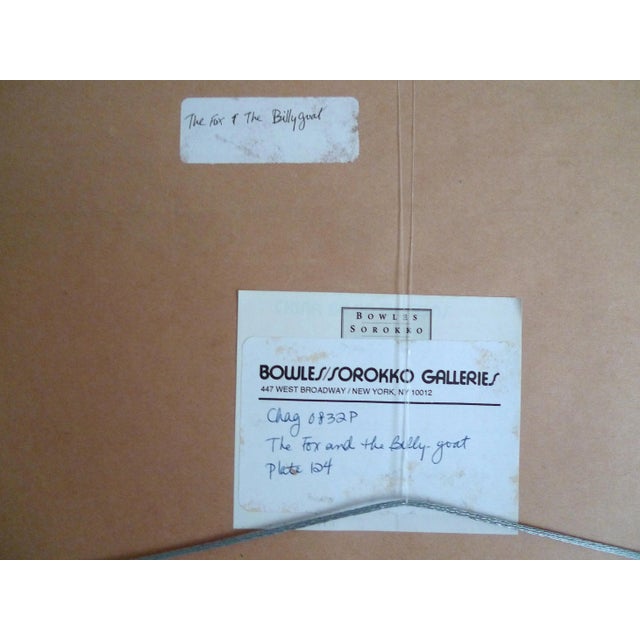 The Fox & The Billygoat
BOWLES
SOROKKO
BOWLES/SOROKKO GALLERIES
447 WEST BROADWAY / NEW YORK, NY 10012
Chag 0832P
The Fox and the Billy-goat
Plate 124